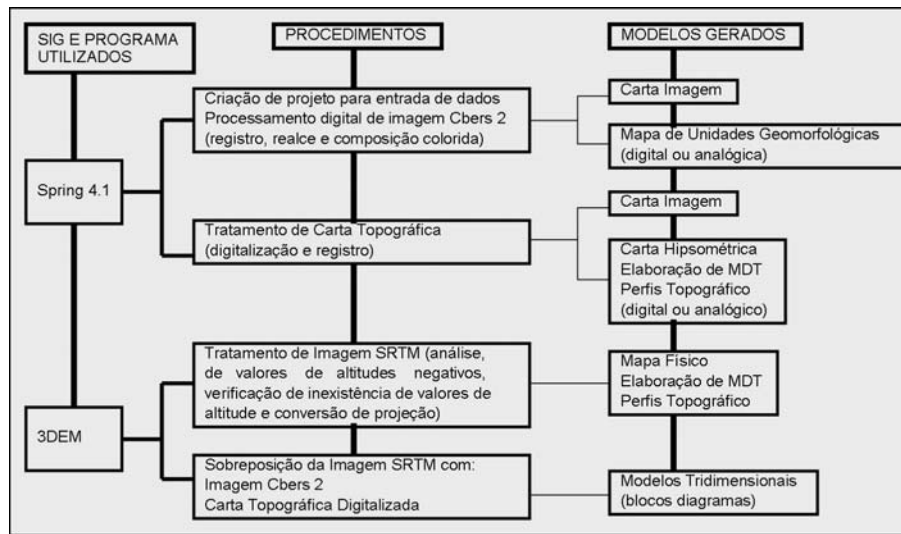 SIG E PROGRAMA
UTILIZADOS
PROCEDIMENTOS
MODELOS GERADOS
Spring 4.1
Criação de projeto para entrada de dados
Processamento digital de imagem Cbers 2
(registro, realce e composição colorida)
Carta Imagem
Mapa de Unidades Geomorfológicas
(digital ou analógica)
Tratamento de Carta Topográfica
(digitalização e registro)
Carta Imagem
Carta Hipsométrica
Elaboração de MDT
Perfis Topográfico
(digital ou analógico)
3DEM
Tratamento de Imagem SRTM (análise,
de valores de altitudes negativos,
verificação de inexistência de valores de
altitude e conversão de projeção)
Mapa Físico
Elaboração de MDT
Perfis Topográfico
Sobreposição da Imagem SRTM com:
Imagem Cbers 2
Carta Topográfica Digitalizada
Modelos Tridimensionais
(blocos diagramas)